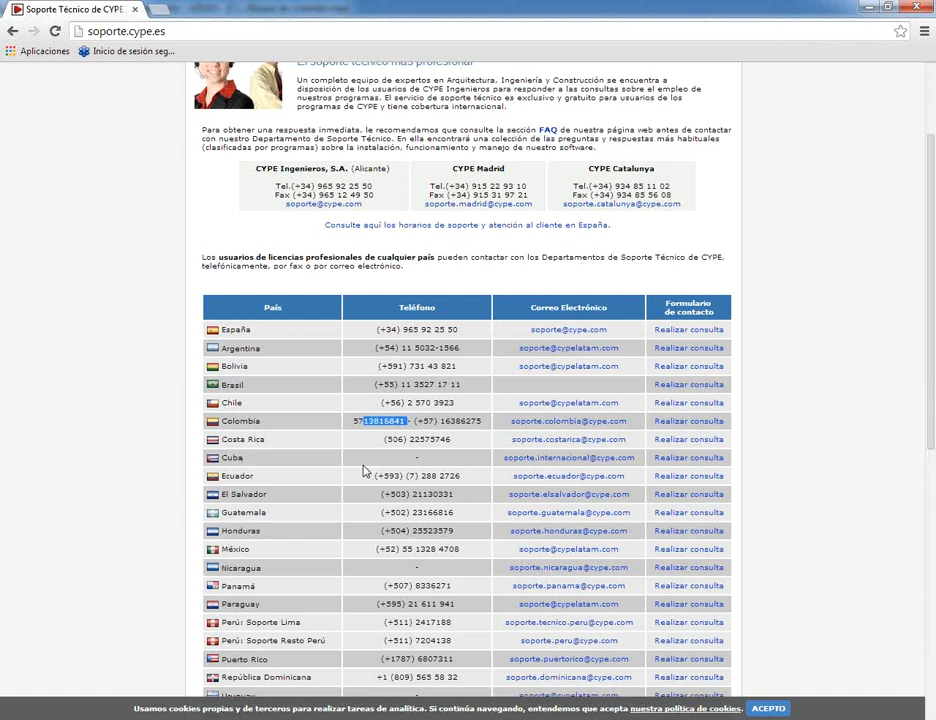 Soporte Técnico de CYPE
soporte.cype.es
Aplicaciones
Inicio de sesión seg...
El soporte técnico más profesional
Un completo equipo de expertos en Arquitectura, Ingeniería y Construcción se encuentra a
disposición de los usuarios de CYPE Ingenieros para responder a las consultas sobre el empleo de
nuestros programas. El servicio de soporte técnico es exclusivo y gratuito para usuarios de los
programas de CYPE y tiene cobertura internacional.
Para obtener una respuesta inmediata, le recomendamos que consulte la sección FAQ de nuestra página web antes de contactar
con nuestro Departamento de Soporte Técnico. En ella encontrará una colección de las preguntas y respuestas más habituales
(clasificadas por programas) sobre la instalación, funcionamiento y manejo de nuestro software.
CYPE Ingenieros, S.A. (Alicante)
Tel.(+34) 965 92 25 50
Fax (+34) 965 12 49 50
soporte@cype.com
CYPE Madrid
Tel.(+34) 915 22 93 10
Fax (+34) 915 31 97 21
soporte.madrid@cype.com
CYPE Catalunya
Tel.(+34) 934 85 11 02
Fax (+34) 934 85 56 08
soporte.catalunya@cype.com
Consulte aquí los horarios de soporte y atención al cliente en España.
Los usuarios de licencias profesionales de cualquier país pueden contactar con los Departamentos de Soporte Técnico de CYPE,
telefónicamente, por fax o por correo electrónico.
País Teléfono Correo Electrónico Formulario de contacto
España (+34) 965 92 25 50 soporte@cype.com Realizar consulta
Argentina (+54) 11 5032-1566 soporte@cypelatam.com Realizar consulta
Bolivia (+591) 731 43 821 soporte@cypelatam.com Realizar consulta
Brasil (+55) 11 3527 17 11 Realizar consulta
Chile (+56) 2 570 3923 soporte@cypelatam.com Realizar consulta
Colombia 5712816841 - (+57) 16386275 soporte.colombia@cype.com Realizar consulta
Costa Rica (506) 22575746 soporte.costarica@cype.com Realizar consulta
Cuba - soporte.internacional@cype.com Realizar consulta
Ecuador (+593) (7) 288 2726 soporte.ecuador@cype.com Realizar consulta
El Salvador (+503) 21130331 soporte.elsalvador@cype.com Realizar consulta
Guatemala (+502) 23166816 soporte.guatemala@cype.com Realizar consulta
Honduras (+504) 25523579 soporte.honduras@cype.com Realizar consulta
México (+52) 55 1328 4708 soporte@cypelatam.com Realizar consulta
Nicaragua - soporte.nicaragua@cype.com Realizar consulta
Panamá (+507) 8336271 soporte.panama@cype.com Realizar consulta
Paraguay (+595) 21 611 941 soporte@cypelatam.com Realizar consulta
Perú: Soporte Lima (+511) 2417188 soporte.tecnico.peru@cype.com Realizar consulta
Perú: Soporte Resto Perú (+511) 7204138 soporte.peru@cype.com Realizar consulta
Puerto Rico (+1787) 6807311 soporte.puertorico@cype.com Realizar consulta
República Dominicana +1 (809) 565 58 32 soporte.dominicana@cype.com Realizar consulta
Uruguay
Usamos cookies propias y de terceros para realizar tareas de analítica. Si continúa navegando, entendemos que acepta nuestra política de cookies. ACEPTO